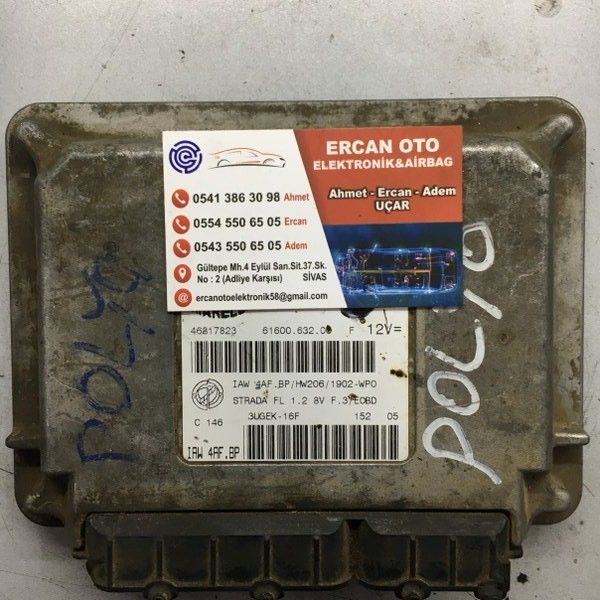 ERCAN OTO
ELEKTRONİK&AİRBAG
Ahmet - Ercan - Adem
UÇAR
0541 386 30 98 Ahmet
0554 550 65 05 Ercan
0543 550 65 05 Adem
Gültepe Mh.4 Eylül San.Sit.37.Sk.
No : 2 (Adliye Karşısı) SİVAS
ercanotoelektronik58@gmail.com
46817823 61600.632.0 F 12V=
IAW 4AF.BP/HW206/1902-WP0
STRADA FL 1.2 8V F.3/EOBD
C 146 3UGEK-16F 152 05
IAW 4AF.BP
POLYO
POLYO